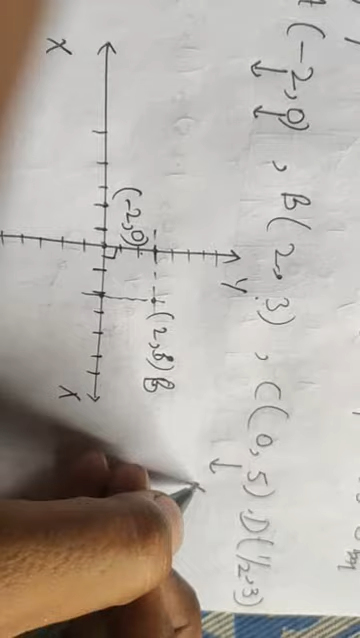 A (-2,0), B(2,3), C(0,5) D(1/2,3)
Y
X
(-2,0)
X
(2,3) B